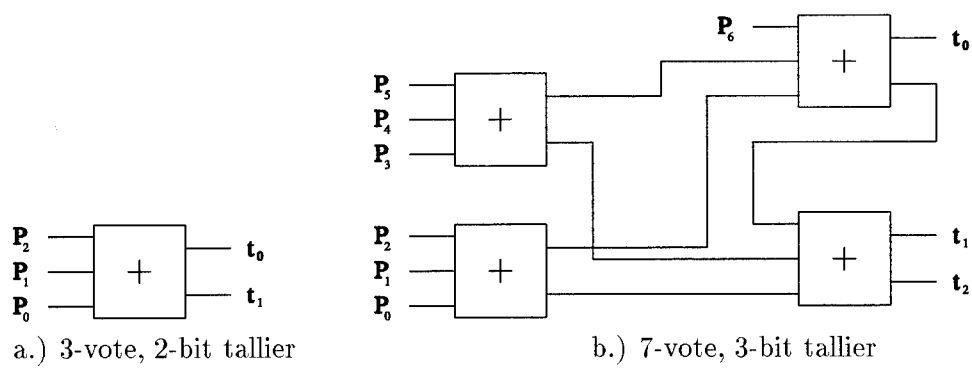 P₆
t₀
+
P₅
P₄
P₃
+
P₂
P₁
P₀
+
t₁
t₂
+
P₂
P₁
P₀
+
t₀
t₁
a.) 3-vote, 2-bit tallier
b.) 7-vote, 3-bit tallier